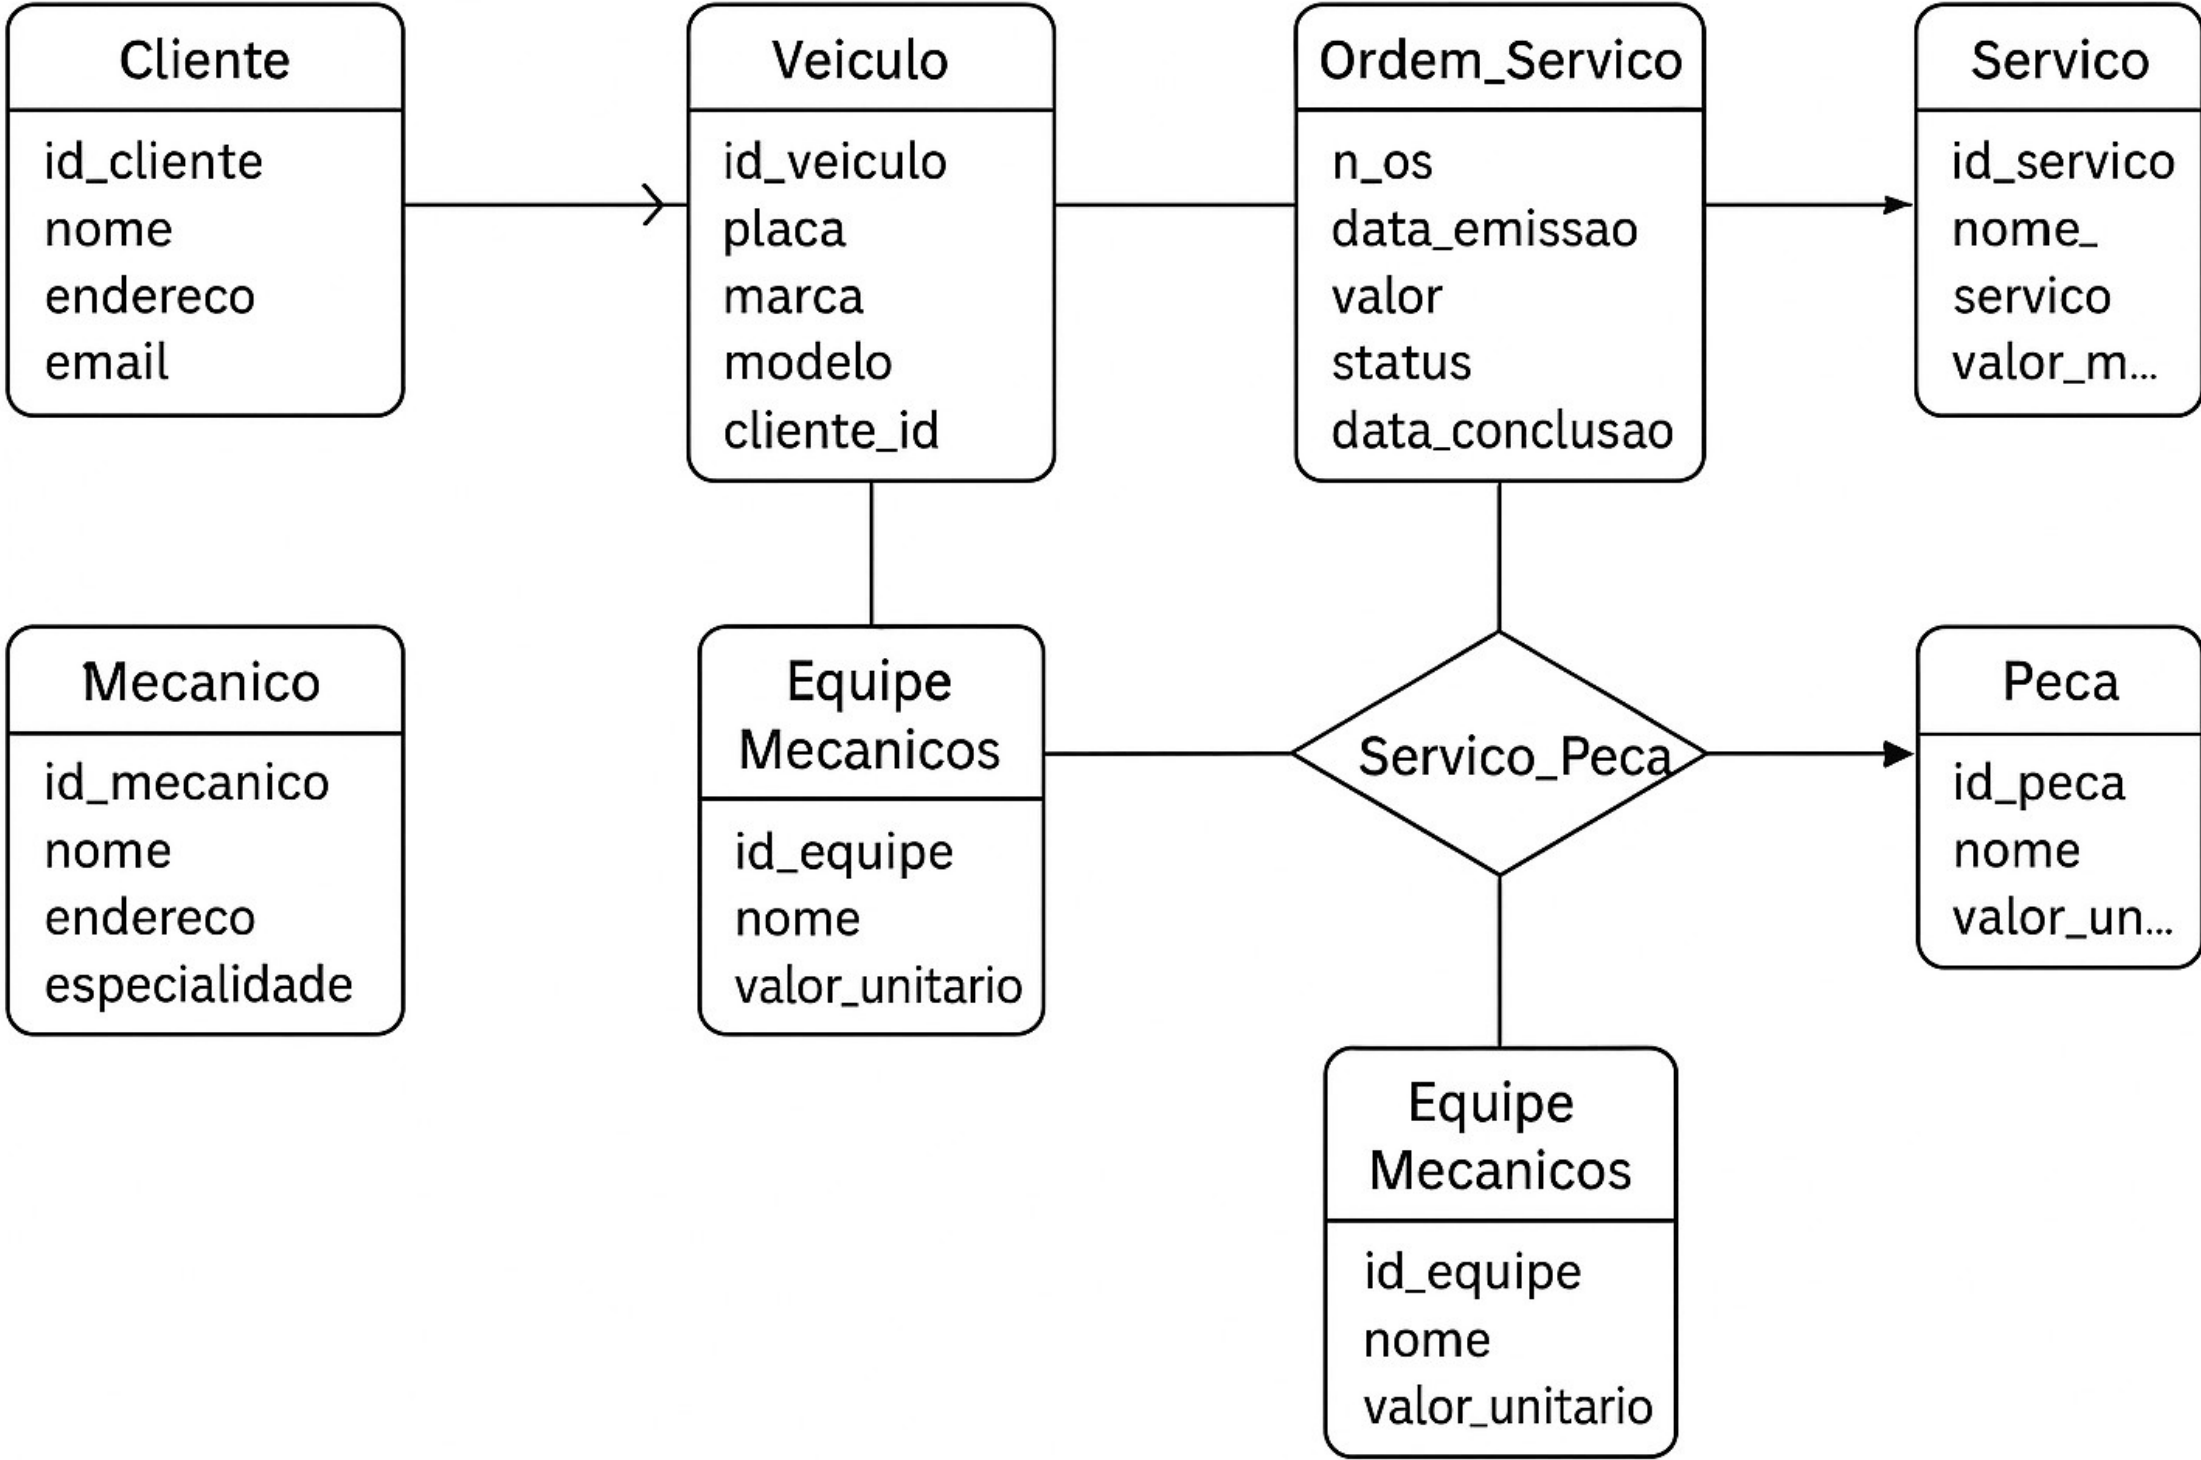 Cliente
id_cliente
nome
endereco
email
Veiculo
id_veiculo
placa
marca
modelo
cliente_id
Ordem_Servico
n_os
data_emissao
valor
status
data_conclusao
Servico
id_servico
nome_
servico
valor_m...
Mecanico
id_mecanico
nome
endereco
especialidade
Equipe
Mecanicos
id_equipe
nome
valor_unitario
Servico_Peca
Peca
id_peca
nome
valor_un...
Equipe
Mecanicos
id_equipe
nome
valor_unitario